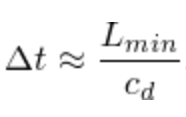 Δt ≈ L_min / c_d